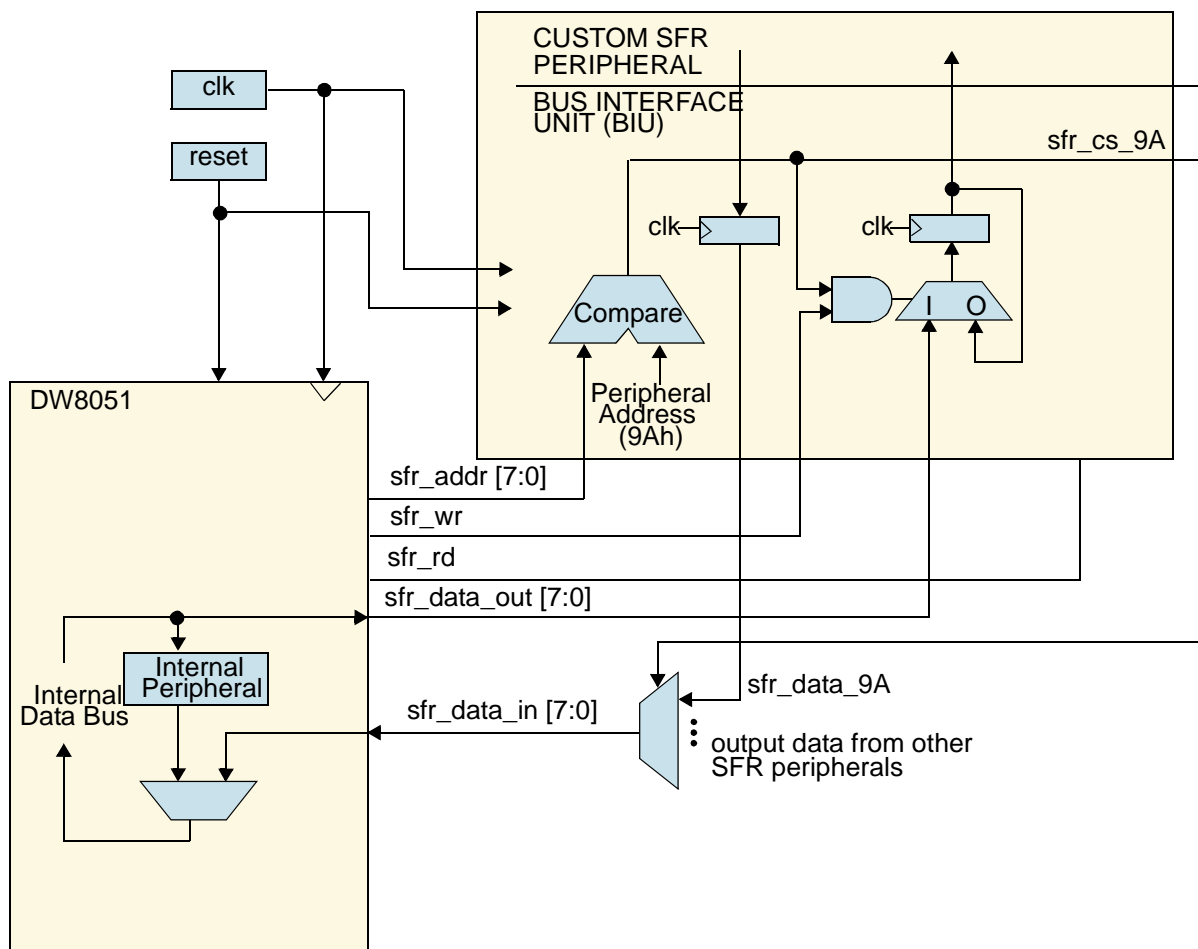 CUSTOM SFR
PERIPHERAL
BUS INTERFACE
UNIT (BIU)
clk
reset
sfr_cs_9A
clk
clk
Compare
I O
Peripheral
Address
(9Ah)
DW8051
sfr_addr [7:0]
sfr_wr
sfr_rd
sfr_data_out [7:0]
Internal
Peripheral
Internal
Data Bus
sfr_data_in [7:0]
sfr_data_9A
output data from other
SFR peripherals